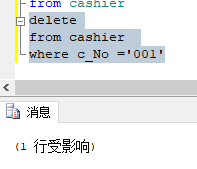 from cashier
delete
from cashier
where c_No ='001'
消息
(1 行受影响)